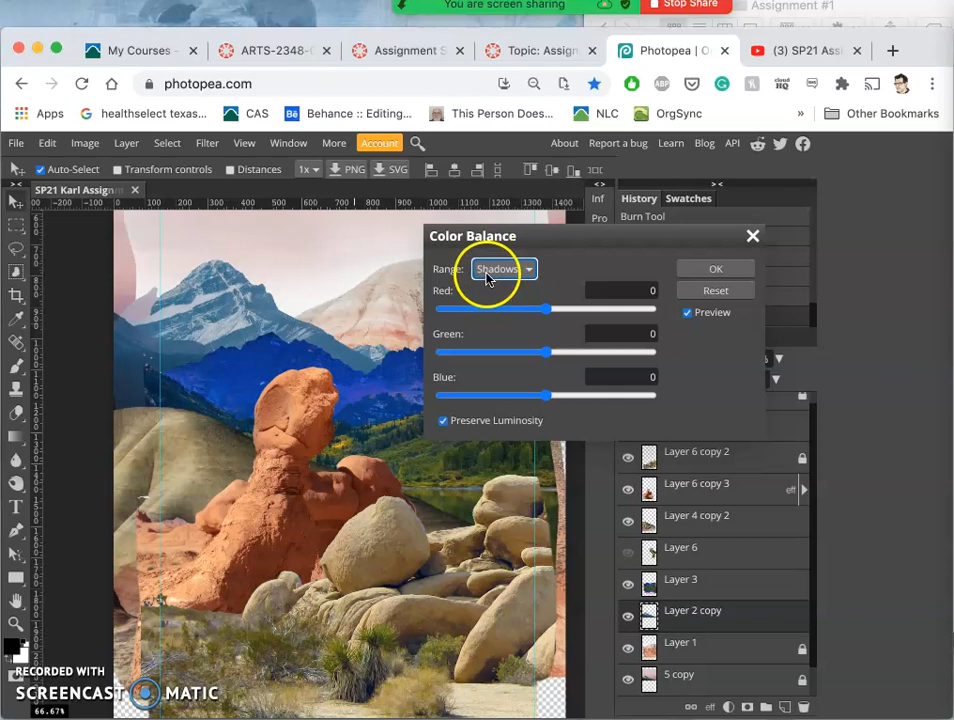 You are screen sharing
Stop Share
Assignment #1
My Courses -
ARTS-2348-
Assignment S
Topic: Assign
Photopea | O
(3) SP21 Ass
photopea.com
Apps
healthselect texas...
CAS
Behance :: Editing...
This Person Does...
NLC
OrgSync
»
Other Bookmarks
File Edit Image Layer Select Filter View Window More Account
About Report a bug Learn Blog API
Auto-Select Transform controls Distances 1x PNG SVG
SP21 Karl Assign
Inf
Pro
History Swatches
Burn Tool
Color Balance
Range: Shadows
OK
Red: 0
Reset
Preview
Green: 0
Blue: 0
Preserve Luminosity
Layer 6 copy 2
Layer 6 copy 3
eff
Layer 4 copy 2
Layer 6
Layer 3
Layer 2 copy
Layer 1
5 copy
eff
RECORDED WITH
SCREENCAST MATIC
66.67%